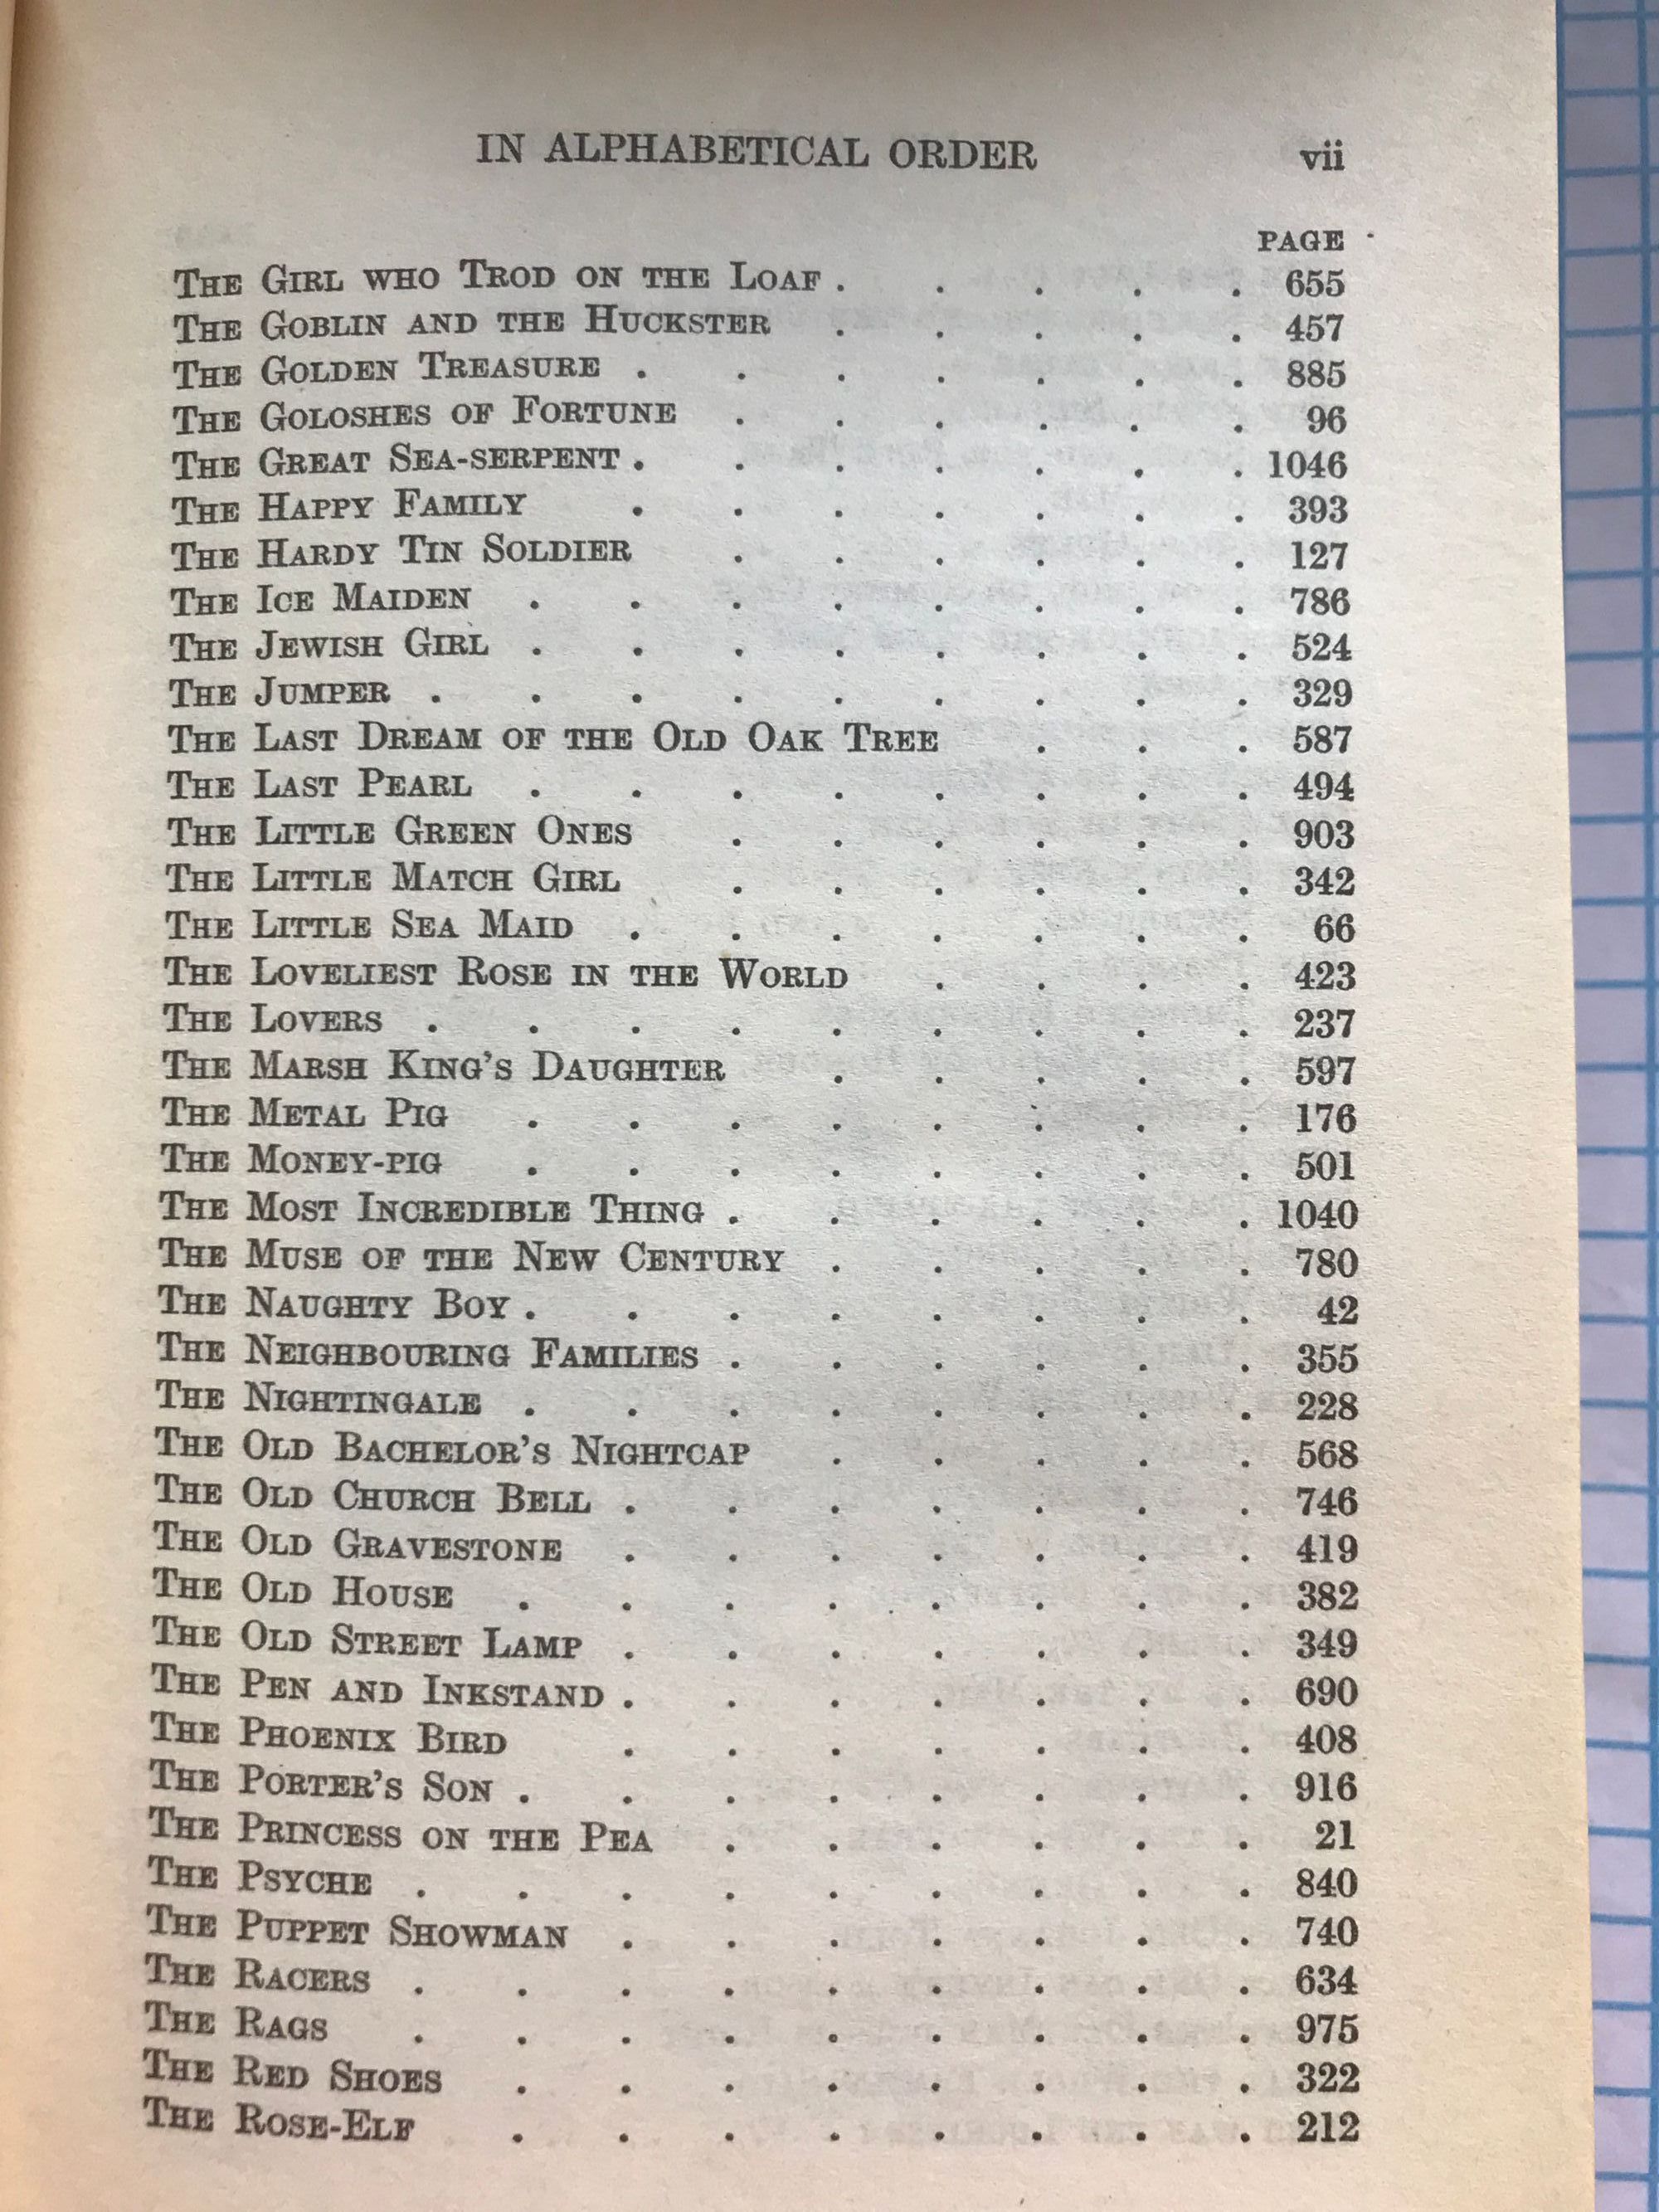 IN ALPHABETICAL ORDER vii
PAGE
THE GIRL WHO TROD ON THE LOAF . . . . . 655
THE GOBLIN AND THE HUCKSTER . . . . . 457
THE GOLDEN TREASURE . . . . . . . 885
THE GOLOSHES OF FORTUNE . . . . . . 96
THE GREAT SEA-SERPENT . . . . . . . 1046
THE HAPPY FAMILY . . . . . . . 393
THE HARDY TIN SOLDIER . . . . . . 127
THE ICE MAIDEN . . . . . . . . 786
THE JEWISH GIRL . . . . . . . . 524
THE JUMPER . . . . . . . . . 329
THE LAST DREAM OF THE OLD OAK TREE . . . 587
THE LAST PEARL . . . . . . . . 494
THE LITTLE GREEN ONES . . . . . . 903
THE LITTLE MATCH GIRL . . . . . . 342
THE LITTLE SEA MAID . . . . . . . 66
THE LOVELIEST ROSE IN THE WORLD . . . . 423
THE LOVERS . . . . . . . . . 237
THE MARSH KING'S DAUGHTER . . . . . 597
THE METAL PIG . . . . . . . . 176
THE MONEY-PIG . . . . . . . . 501
THE MOST INCREDIBLE THING . . . . . . 1040
THE MUSE OF THE NEW CENTURY . . . . . 780
THE NAUGHTY BOY . . . . . . . . 42
THE NEIGHBOURING FAMILIES . . . . . . 355
THE NIGHTINGALE . . . . . . . . 228
THE OLD BACHELOR'S NIGHTCAP . . . . . 568
THE OLD CHURCH BELL . . . . . . . 746
THE OLD GRAVESTONE . . . . . . . 419
THE OLD HOUSE . . . . . . . . 382
THE OLD STREET LAMP . . . . . . . 349
THE PEN AND INKSTAND . . . . . . . 690
THE PHOENIX BIRD . . . . . . . 408
THE PORTER'S SON . . . . . . . . 916
THE PRINCESS ON THE PEA . . . . . . 21
THE PSYCHE . . . . . . . . . 840
THE PUPPET SHOWMAN . . . . . . . 740
THE RACERS . . . . . . . . . 634
THE RAGS . . . . . . . . . 975
THE RED SHOES . . . . . . . . 322
THE ROSE-ELF . . . . . . . . 212